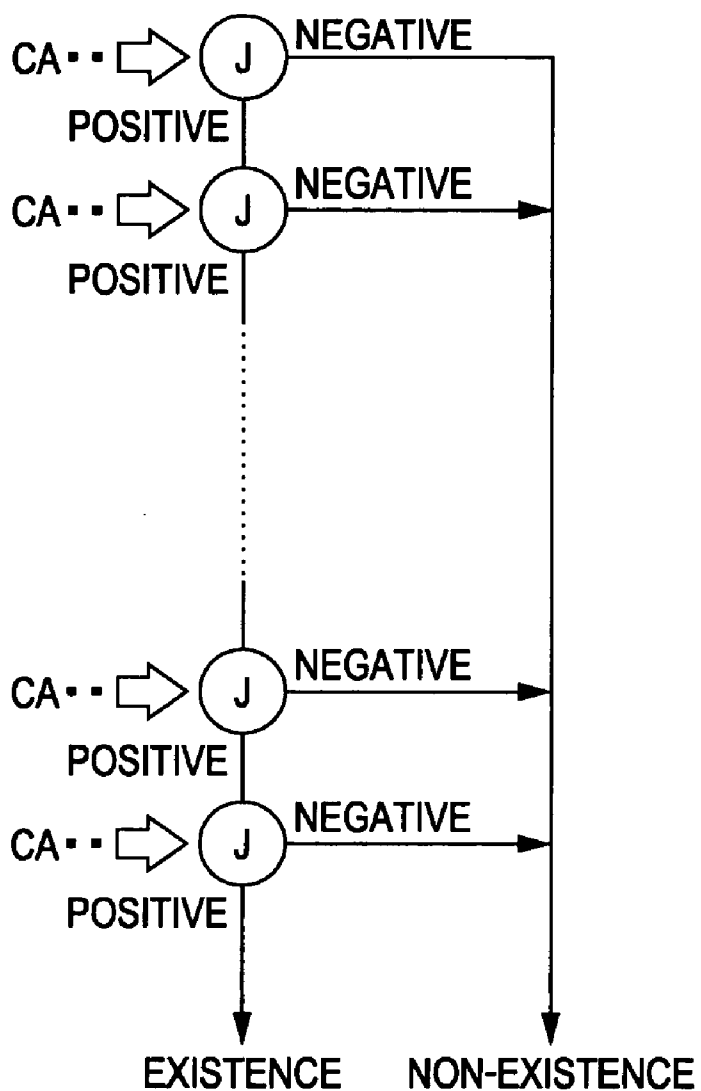 NEGATIVE
CA▪▪ J
POSITIVE
NEGATIVE
CA▪▪ J
POSITIVE
NEGATIVE
CA▪▪ J
POSITIVE
NEGATIVE
CA▪▪ J
POSITIVE
EXISTENCE NON-EXISTENCE